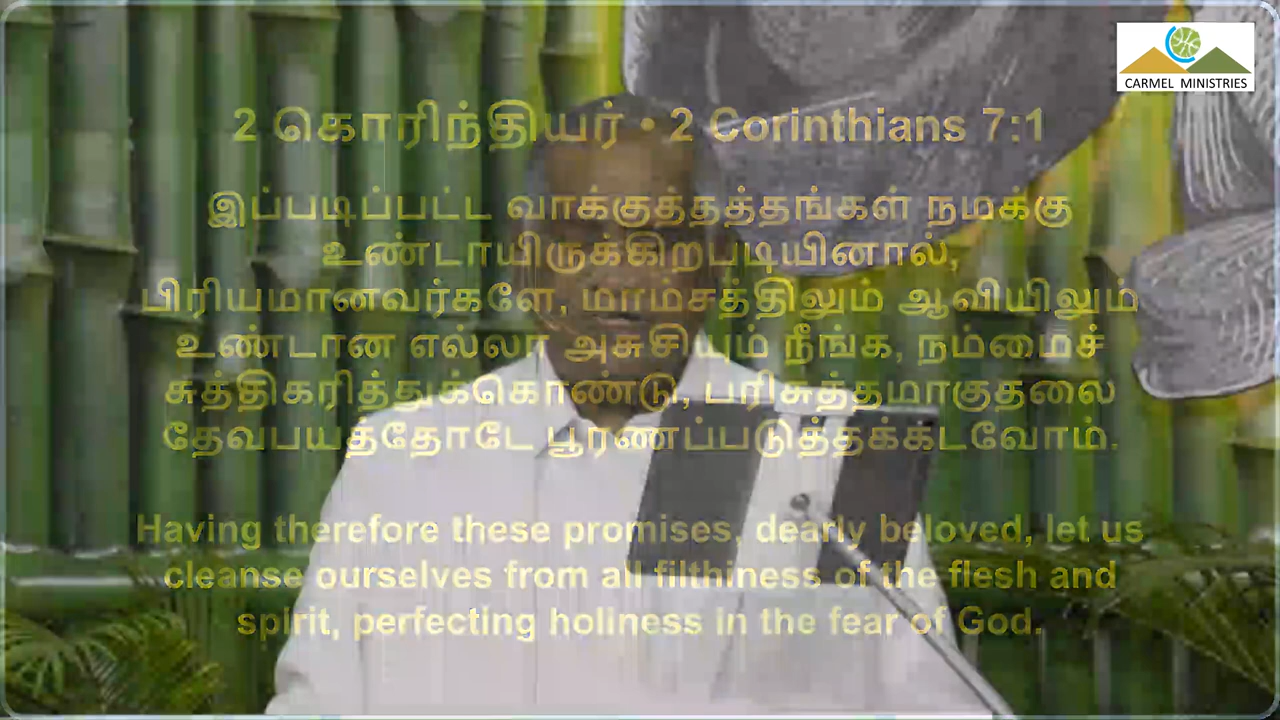 CARMEL MINISTRIES
2 கொரிந்தியர் • 2 Corinthians 7:1
இப்படிப்பட்ட வாக்குத்தத்தங்கள் நமக்கு
உண்டாயிருக்கிறபடியினால்,
பிரியமானவர்களே, மாம்சத்திலும் ஆவியிலும்
உண்டான எல்லா அசுசியும் நீங்க, நம்மைச்
சுத்திகரித்துக்கொண்டு, பரிசுத்தமாகுதலை
தேவபயத்தோடே பூரணப்படுத்தக்கடவோம்.
Having therefore these promises, dearly beloved, let us
cleanse ourselves from all filthiness of the flesh and
spirit, perfecting holiness in the fear of God.